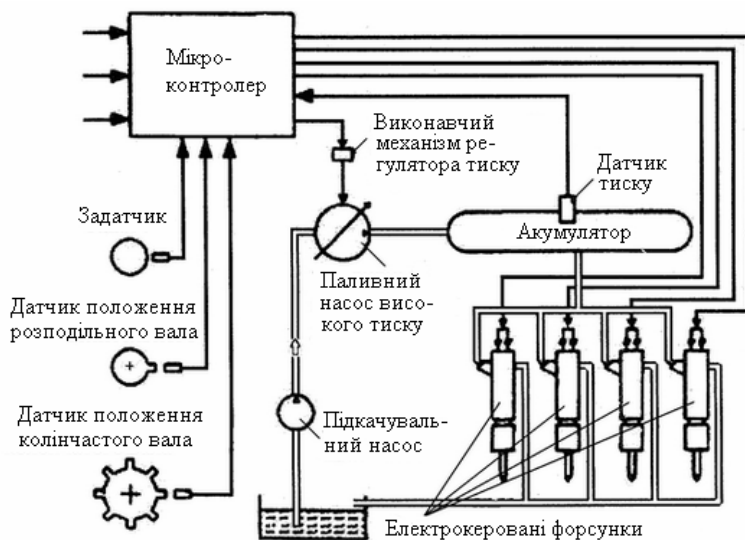 Мікро-
контролер
Виконавчий
механізм ре-
гулятора тиску
Датчик
тиску
Задатчик
Акумулятор
Паливний
насос висо-
кого тиску
Датчик положення
розподільного вала
Підкачуваль-
ний насос
Датчик положення
колінчастого вала
Електрокеровані форсунки